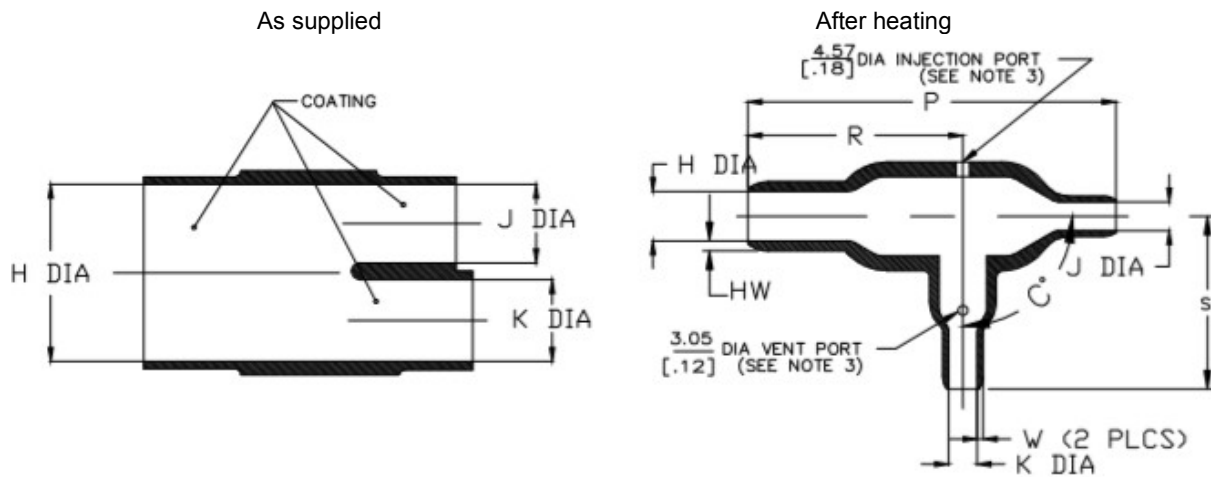 As supplied
COATING
H DIA
J DIA
K DIA
After heating
4.57
[.18]
DIA INJECTION PORT
(SEE NOTE 3)
P
R
H DIA
HW
J DIA
C°
S
3.05
[.12]
DIA VENT PORT
(SEE NOTE 3)
W (2 PLCS)
K DIA